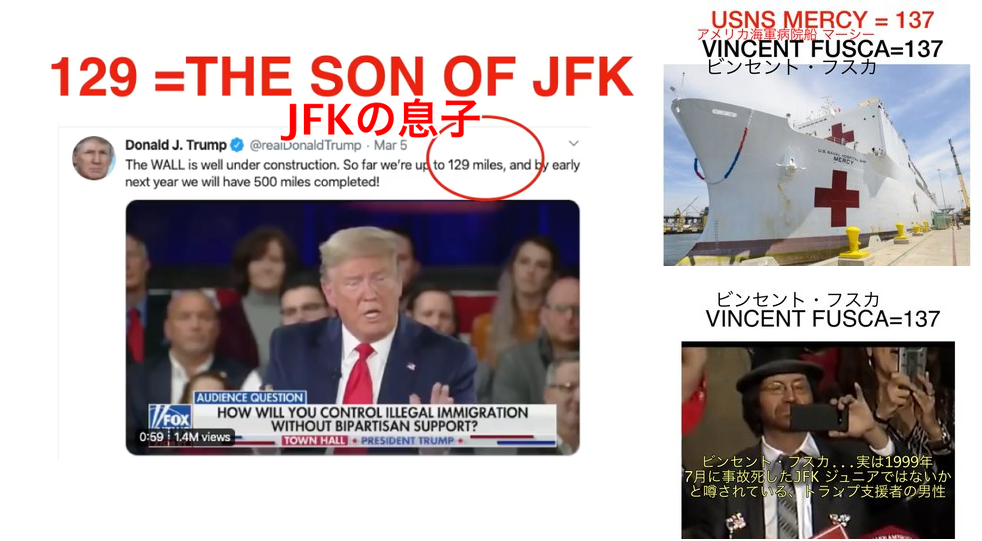 129 =THE SON OF JFK
JFKの息子
Donald J. Trump @realDonaldTrump · Mar 5
The WALL is well under construction. So far we're up to 129 miles, and by early
next year we will have 500 miles completed!
AUDIENCE QUESTION
HOW WILL YOU CONTROL ILLEGAL IMMIGRATION
WITHOUT BIPARTISAN SUPPORT?
FOX
TOWN HALL ★ PRESIDENT TRUMP ★
0:59 1.4M views
USNS MERCY = 137
アメリカ海軍病院船 マーシー
VINCENT FUSCA=137
ビンセント・フスカ
U.S. NAVAL HOSPITAL SHIP
MERCY
ビンセント・フスカ
VINCENT FUSCA=137
ビンセント・フスカ...実は1999年
7月に事故死したJFK ジュニアではないか
と噂されている、トランプ支援者の男性